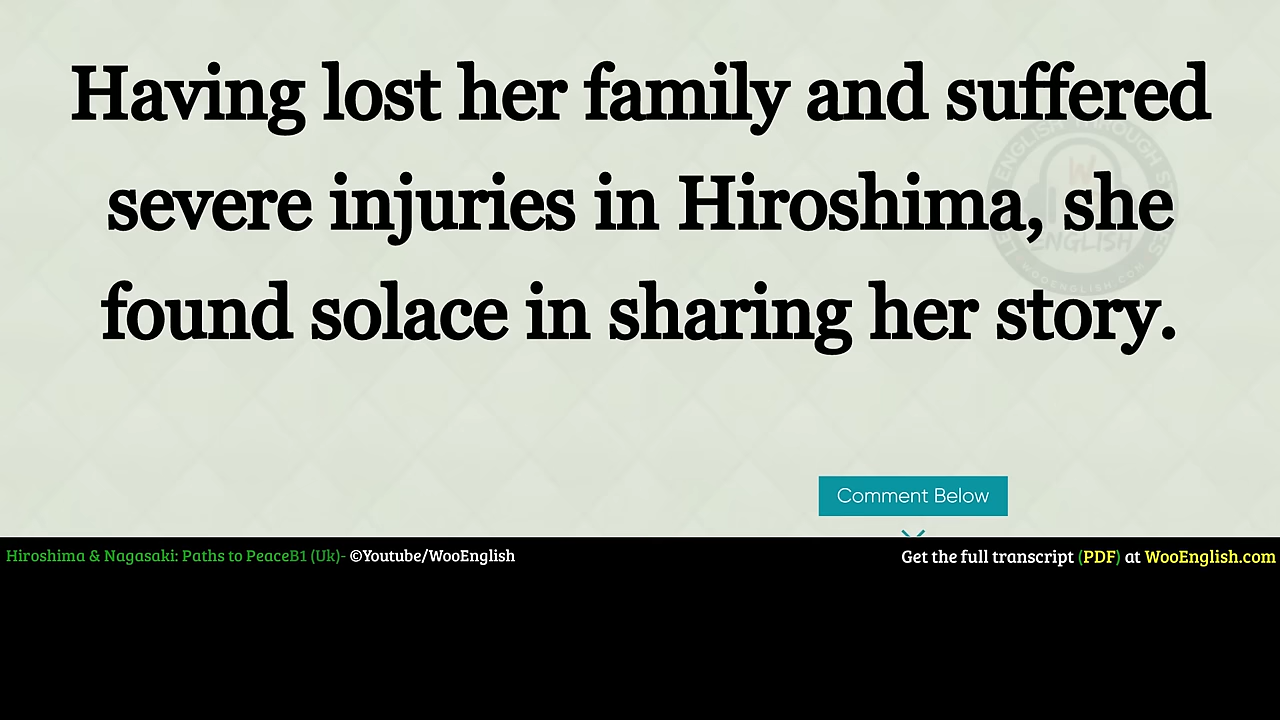 Having lost her family and suffered
severe injuries in Hiroshima, she
found solace in sharing her story.
Comment Below
Hiroshima & Nagasaki: Paths to PeaceB1 (Uk)- ©Youtube/WooEnglish
Get the full transcript (PDF) at WooEnglish.com